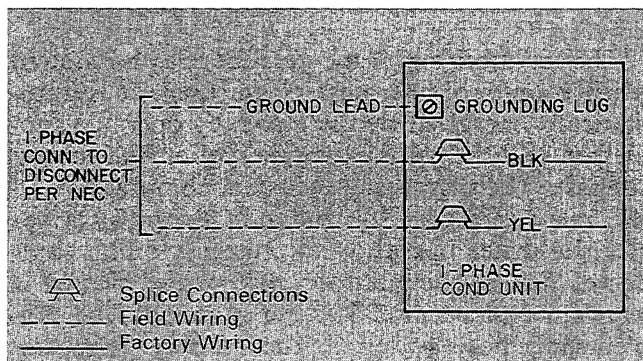 GROUND LEAD
GROUNDING LUG
1-PHASE
CONN: TO
DISCONNECT
PER NEC
BLK
YEL
1-PHASE
COND UNIT
Splice Connections
Field Wiring
Factory Wiring